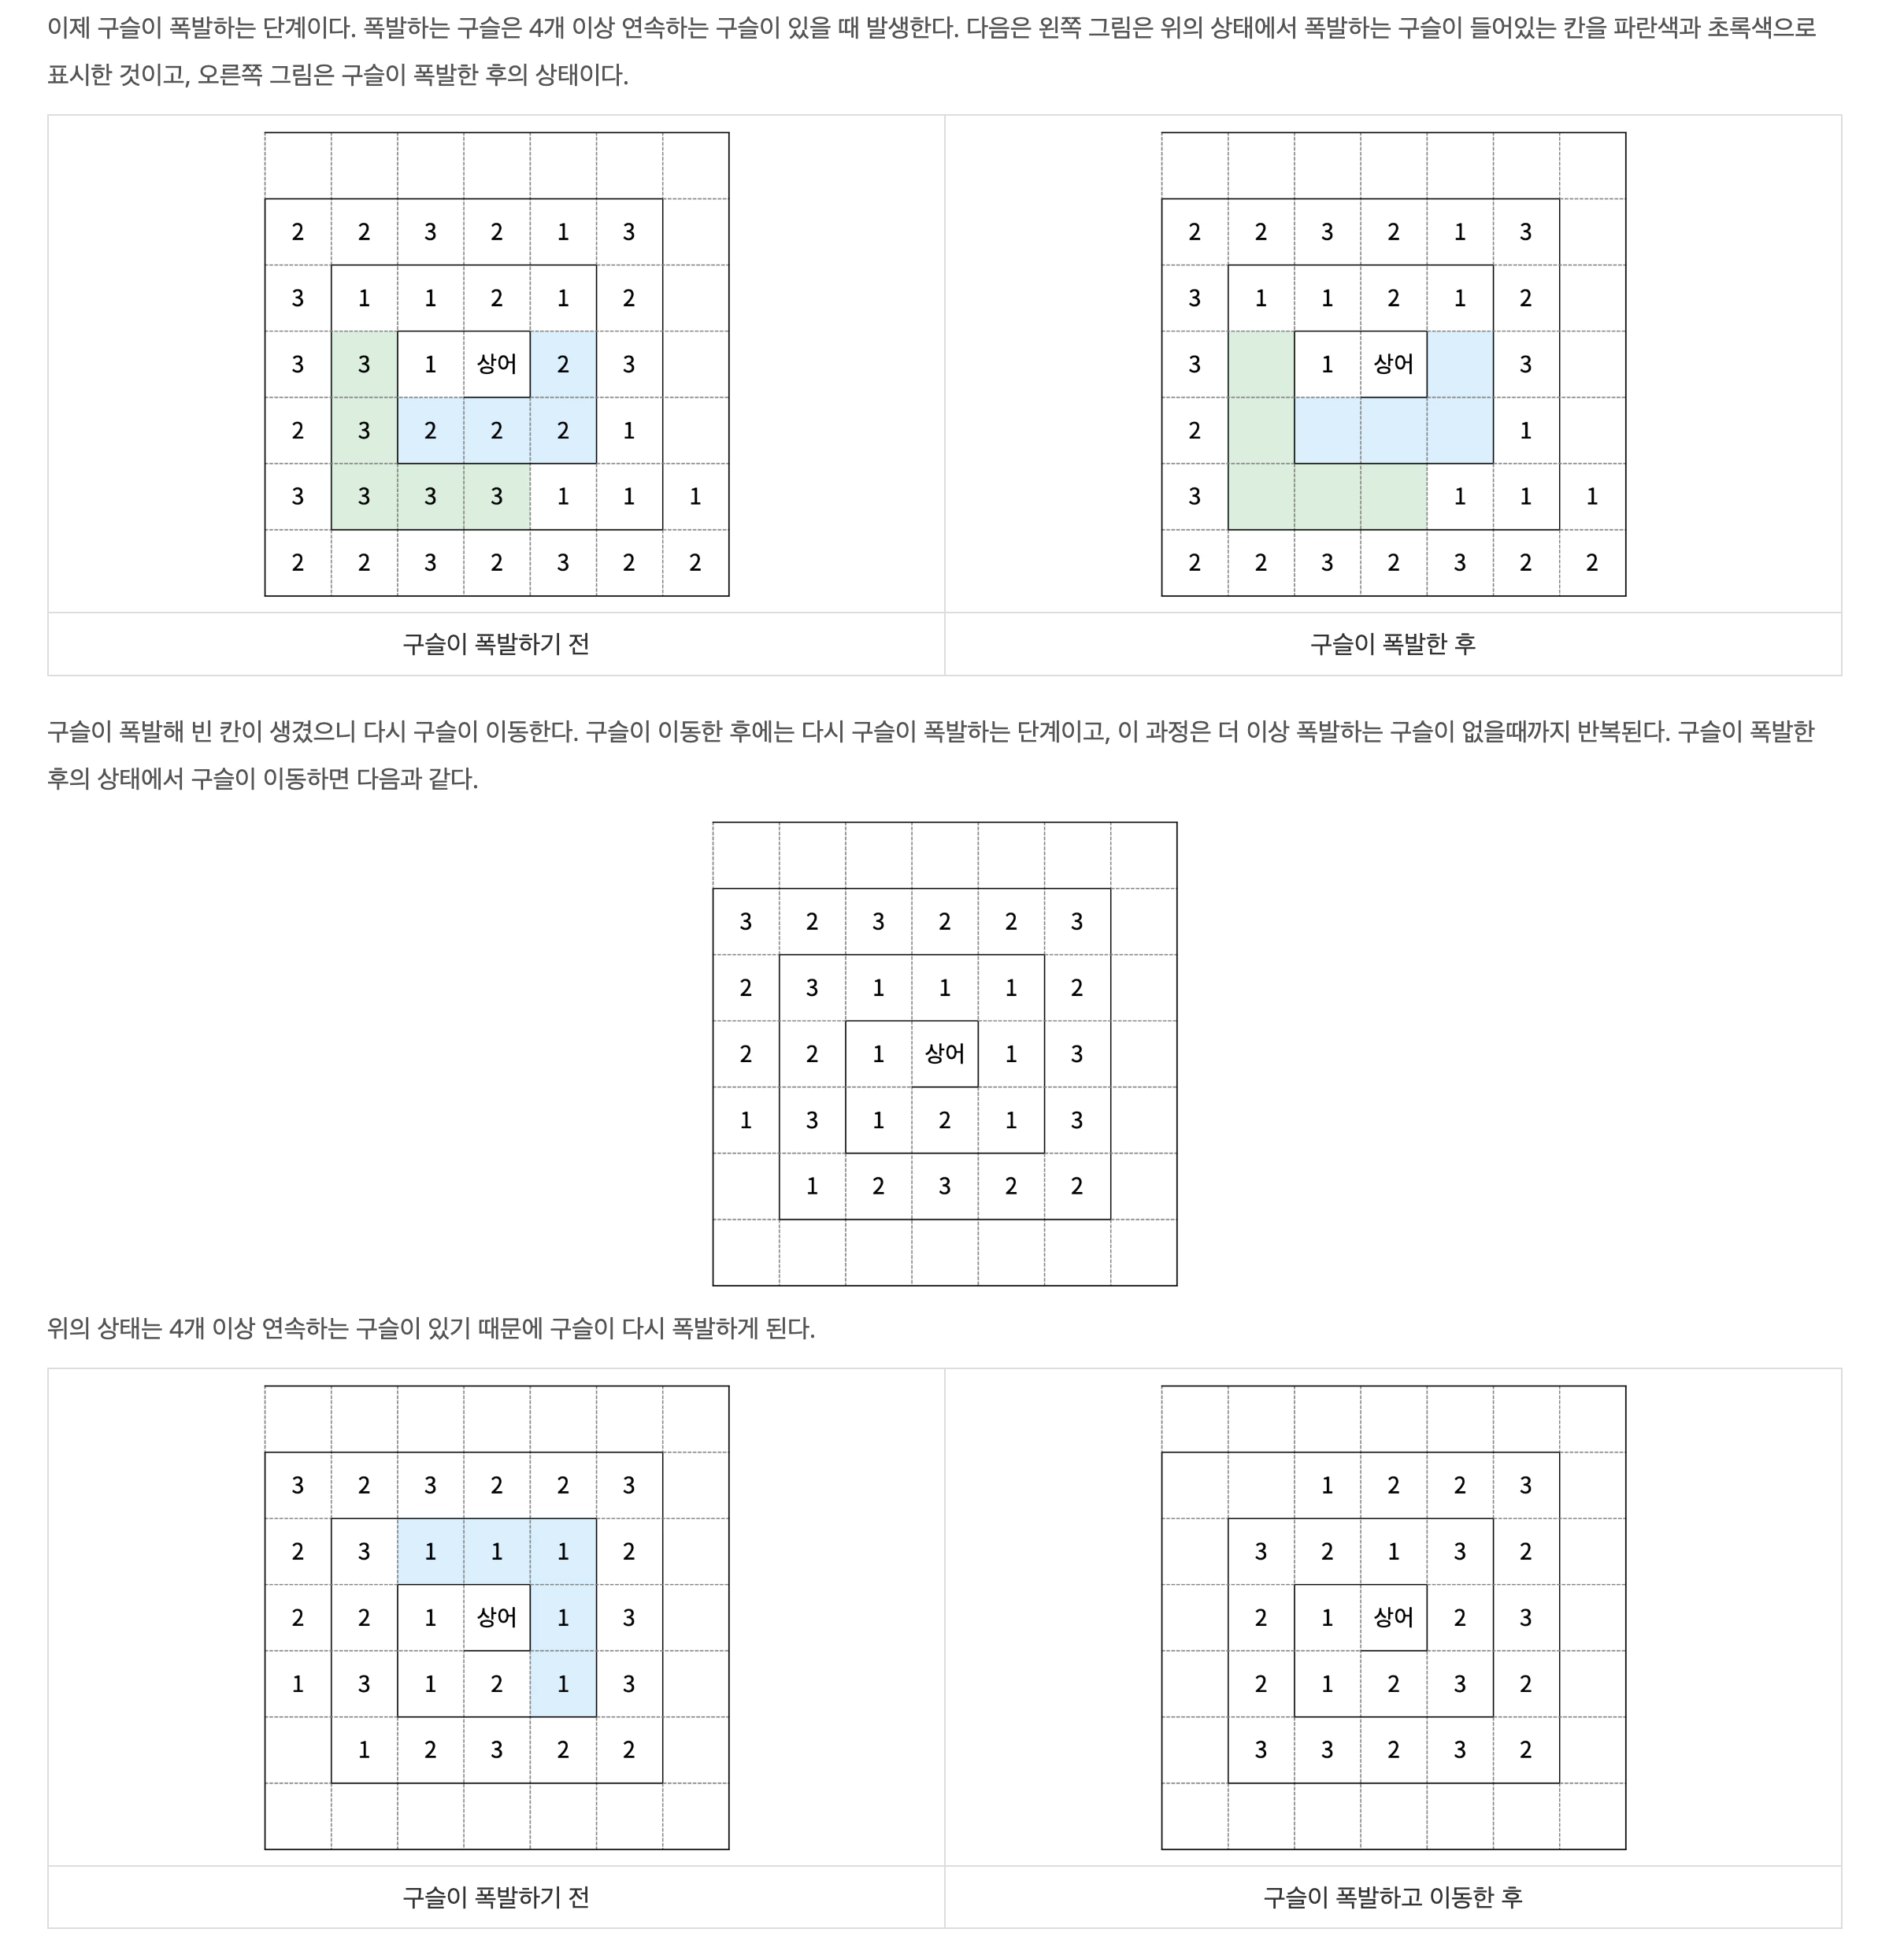 이제 구슬이 폭발하는 단계이다. 폭발하는 구슬은 4개 이상 연속하는 구슬이 있을 때 발생한다. 다음은 왼쪽 그림은 위의 상태에서 폭발하는 구슬이 들어있는 칸을 파란색과 초록색으로
표시한 것이고, 오른쪽 그림은 구슬이 폭발한 후의 상태이다.
2 2 3 2 1 3
3 1 1 2 1 2
3 3 1 상어 2 3
2 3 2 2 2 1
3 3 3 3 1 1 1
2 2 3 2 3 2 2
구슬이 폭발하기 전
2 2 3 2 1 3
3 1 1 2 1 2
3 1 상어 3
2 1
3 1 1 1
2 2 3 2 3 2 2
구슬이 폭발한 후
구슬이 폭발해 빈 칸이 생겼으니 다시 구슬이 이동한다. 구슬이 이동한 후에는 다시 구슬이 폭발하는 단계이고, 이 과정은 더 이상 폭발하는 구슬이 없을때까지 반복된다. 구슬이 폭발한
후의 상태에서 구슬이 이동하면 다음과 같다.
3 2 3 2 2 3
2 3 1 1 1 2
2 2 1 상어 1 3
1 3 1 2 1 3
1 2 3 2 2
위의 상태는 4개 이상 연속하는 구슬이 있기 때문에 구슬이 다시 폭발하게 된다.
3 2 3 2 2 3
2 3 1 1 1 2
2 2 1 상어 1 3
1 3 1 2 1 3
1 2 3 2 2
구슬이 폭발하기 전
1 2 2 3
3 2 1 3 2
2 1 상어 2 3
2 1 2 3 2
3 3 2 3 2
구슬이 폭발하고 이동한 후